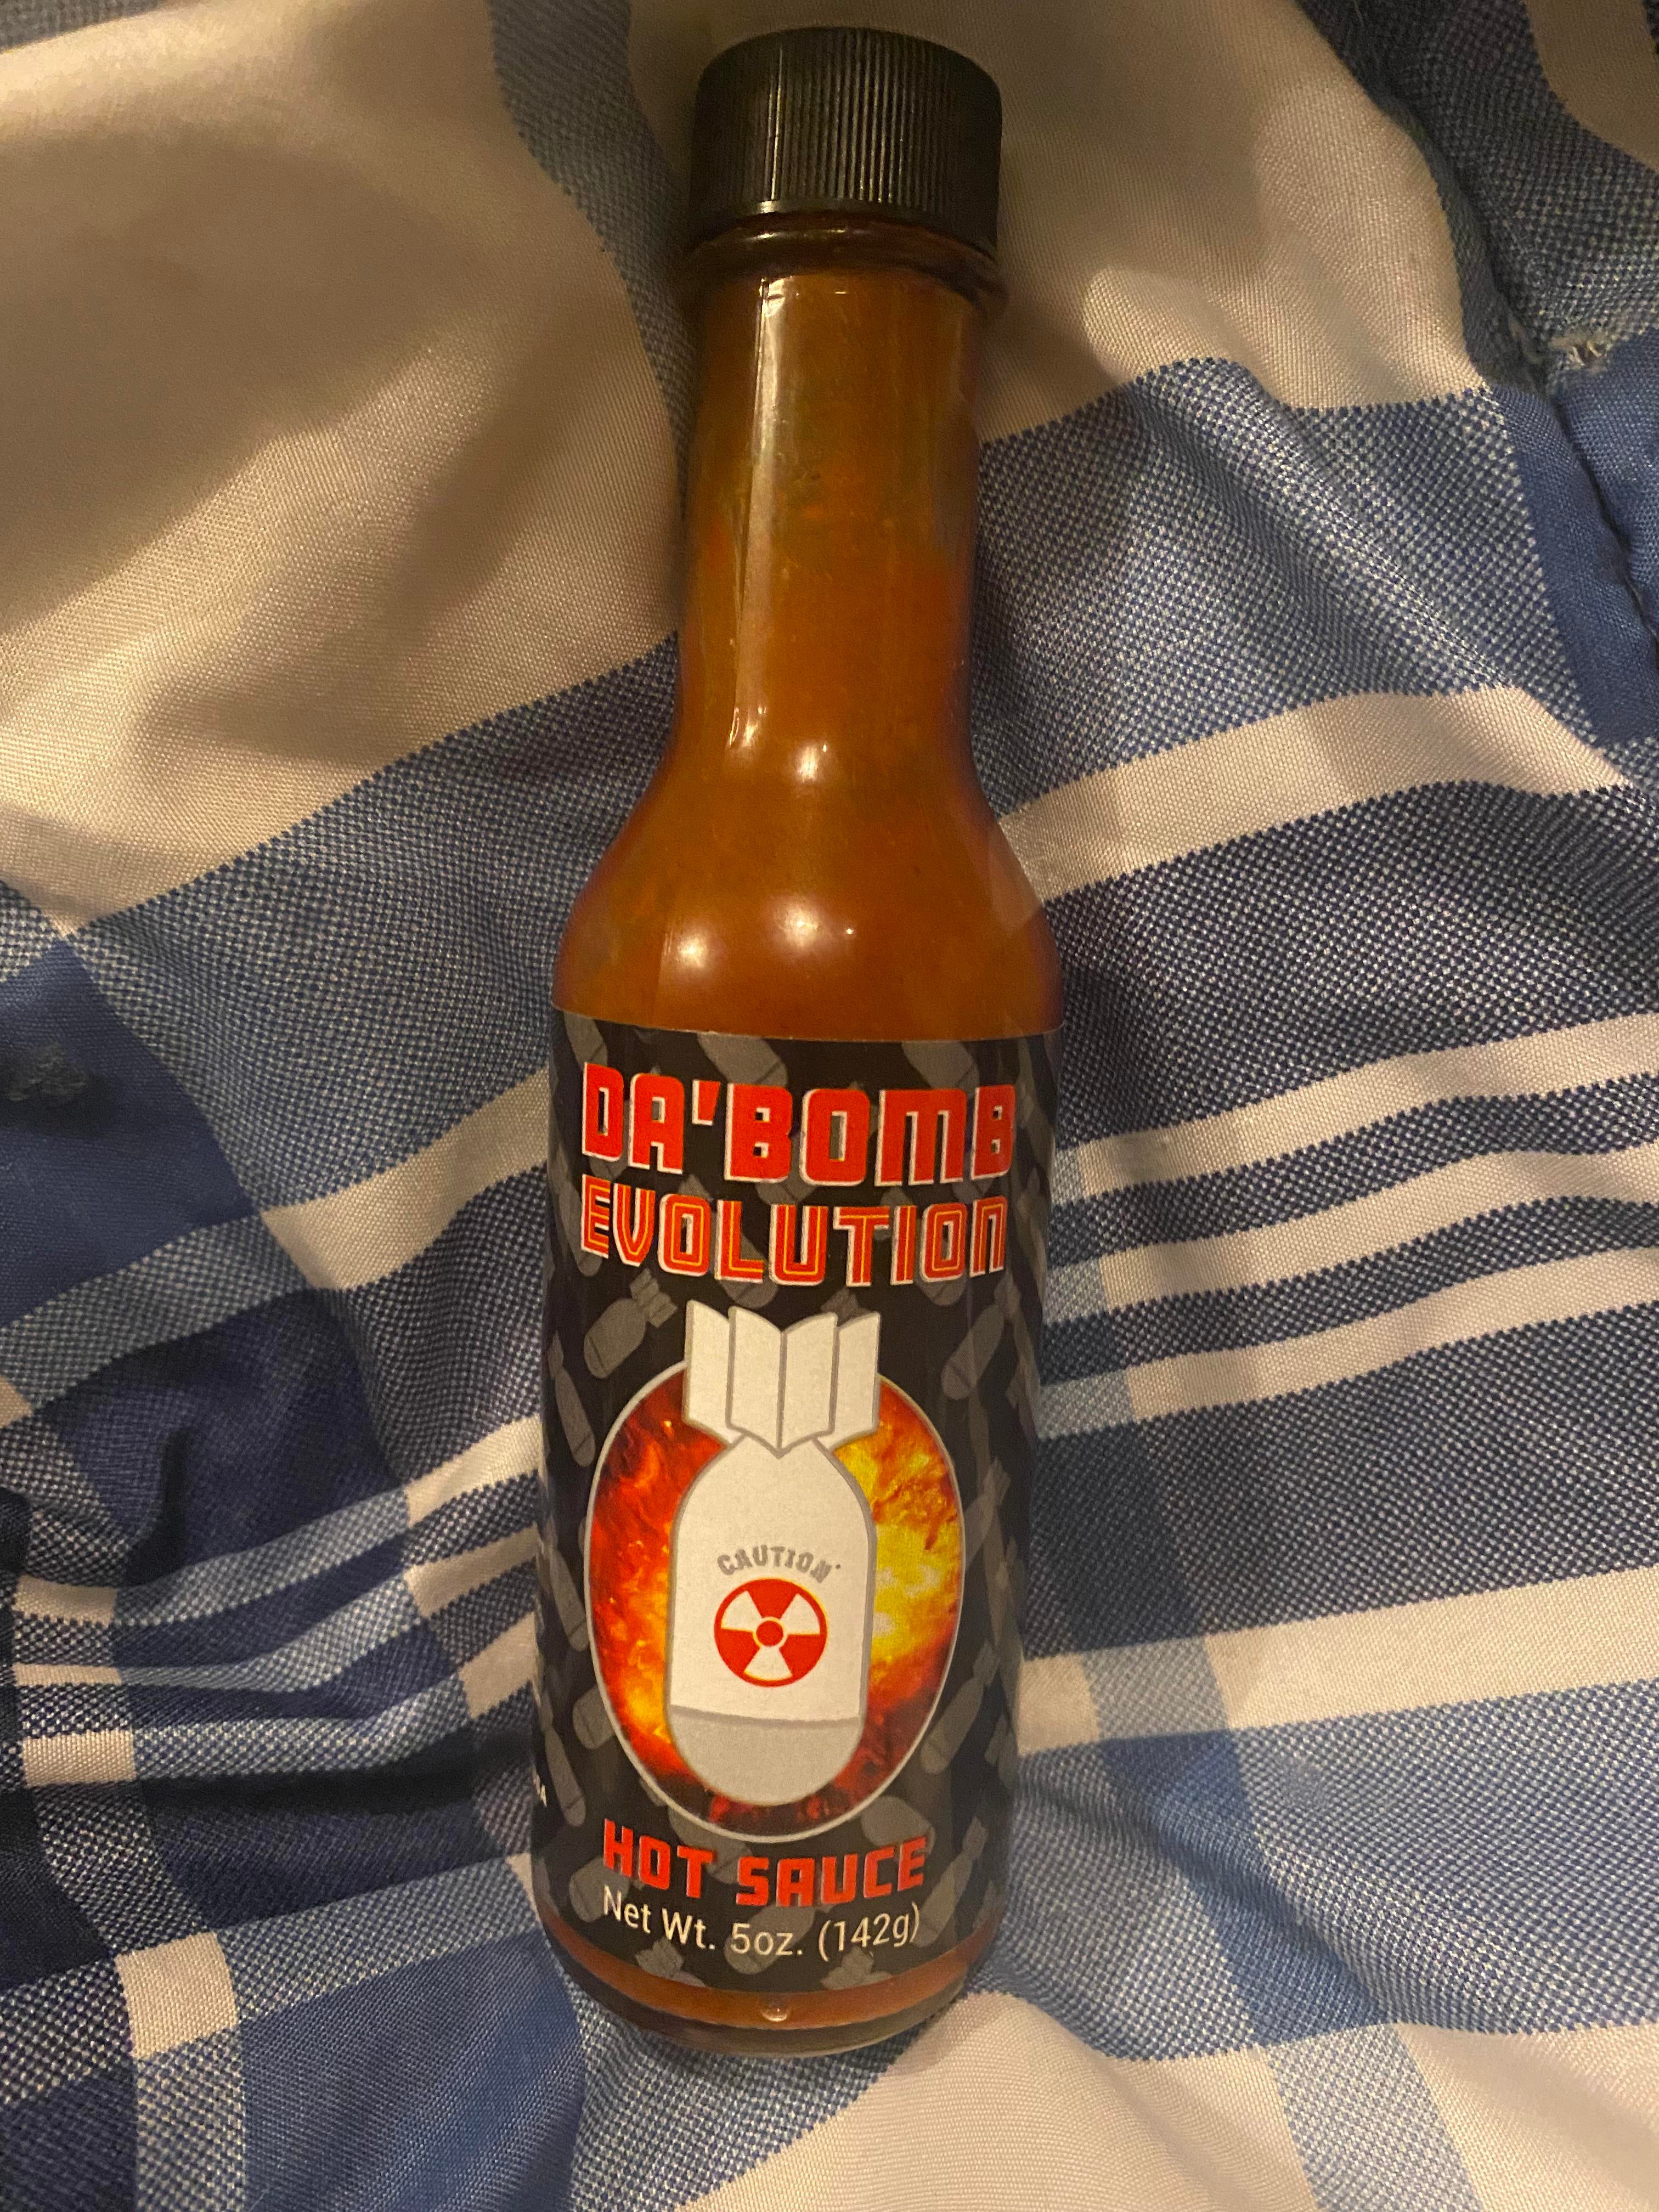 DA'BOMB
EVOLUTION
CAUTION
HOT SAUCE
Net Wt. 5oz. (142g)